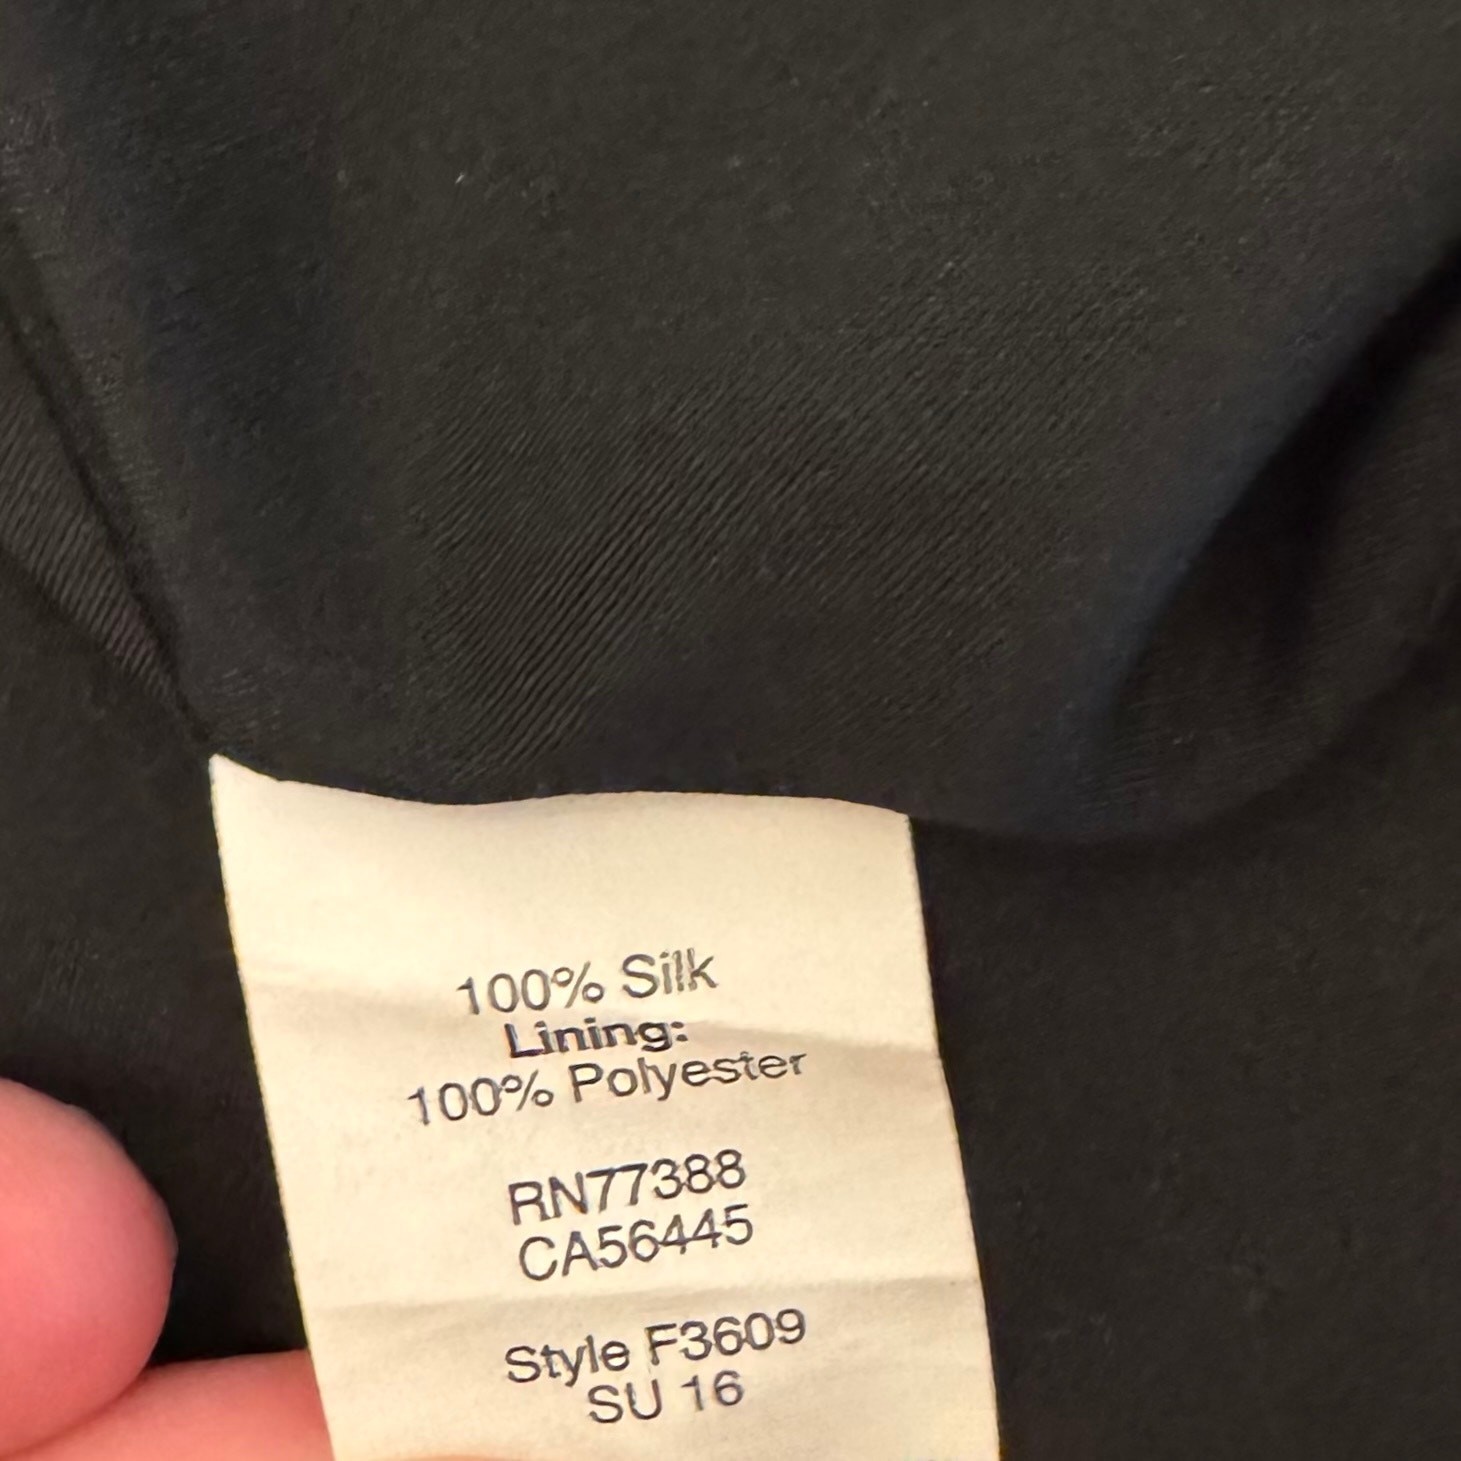 100% Silk
Lining:
100% Polyester
RN77388
CA56445
Style F3609
SU 16